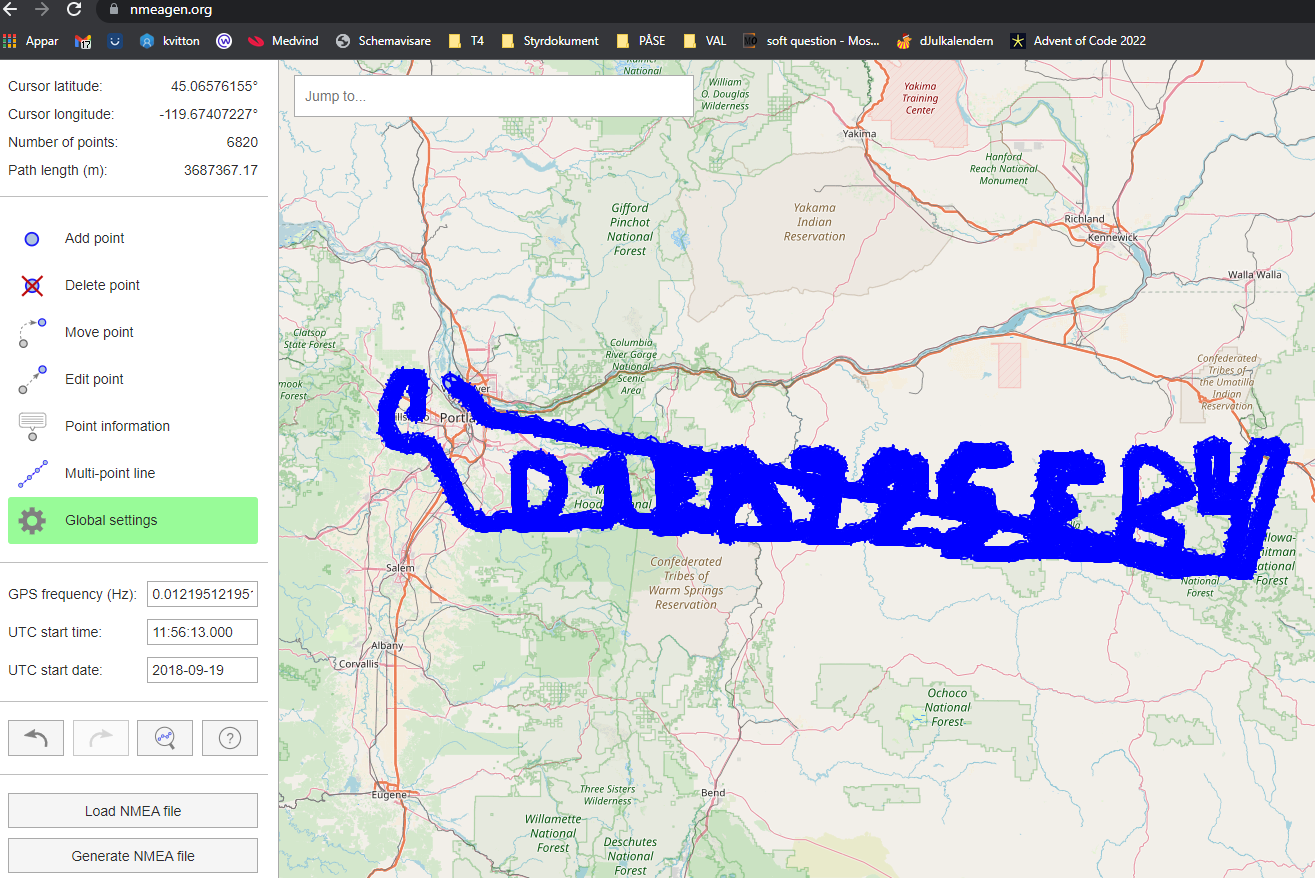 nmeagen.org
Appar
17
kvitton
Medvind
Schemavisare
T4
Styrdokument
PÅSE
VAL
soft question - Mos...
dJulkalendern
Advent of Code 2022
Cursor latitude: 45.06576155°
Cursor longitude: -119.67407227°
Number of points: 6820
Path length (m): 3687367.17
Add point
Delete point
Move point
Edit point
Point information
Multi-point line
Global settings
GPS frequency (Hz): 0.01219512195
UTC start time: 11:56:13.000
UTC start date: 2018-09-19
?
Load NMEA file
Generate NMEA file
Jump to...
National
William
O. Douglas
Wilderness
Yakima
Training
Center
Yakima
Hanford
Reach National
Monument
Gifford
Pinchot
National
Forest
Yakama
Indian
Reservation
Richland
Kennewick
Walla Walla
Clatsop
State Forest
Columbia
River Gorge
National
Scenic
Area
Confederated
Tribes of
the Umatilla
Indian
Reservation
mook
Forest
Portla
Hood
Salem
Confederated
Tribes of
Warm Springs
Reservation
National
Forest
llowa-
itman
National
Forest
Albany
Corvallis
Ochoco
National
Forest
Eugene
Three Sisters
Wilderness
Bend
Willamette
National
Forest
Deschutes
National
Forest